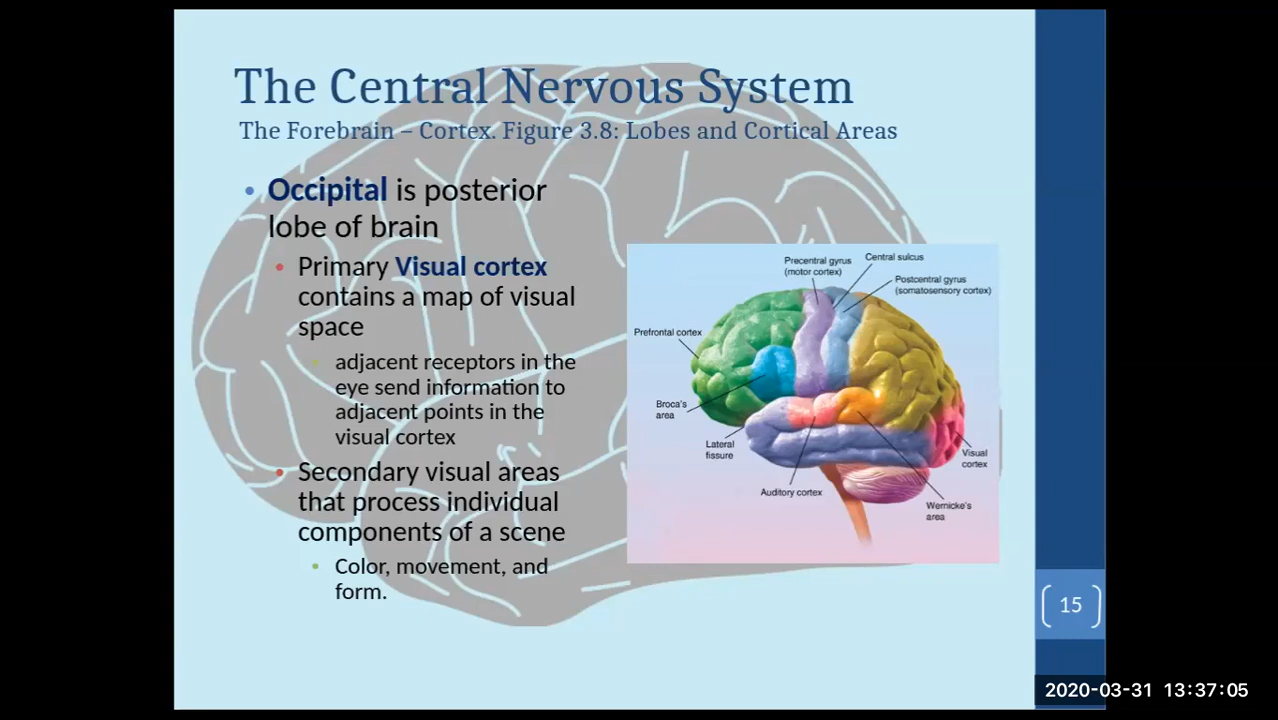 The Central Nervous System
The Forebrain – Cortex. Figure 3.8: Lobes and Cortical Areas
• Occipital is posterior
lobe of brain
• Primary Visual cortex
contains a map of visual
space
• adjacent receptors in the
eye send information to
adjacent points in the
visual cortex
• Secondary visual areas
that process individual
components of a scene
• Color, movement, and
form.
Precentral gyrus
(motor cortex)
Central sulcus
Postcentral gyrus
(somatosensory cortex)
Prefrontal cortex
Broca's
area
Lateral
fissure
Auditory cortex
Visual
cortex
Wernicke's
area
15
2020-03-31 13:37:05